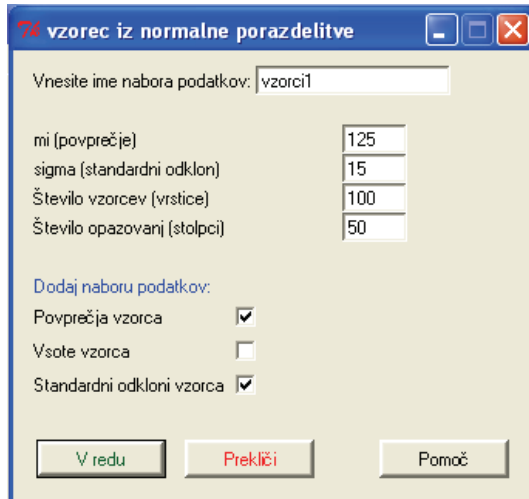 vzorec iz normalne porazdelitve
Vnesite ime nabora podatkov: vzorci1
mi (povprečje) 125
sigma (standardni odklon) 15
Število vzorcev (vrstice) 100
Število opazovanj (stolpci) 50
Dodaj naboru podatkov:
Povprečja vzorca
Vsote vzorca
Standardni odkloni vzorca
V redu Prekliči Pomoč